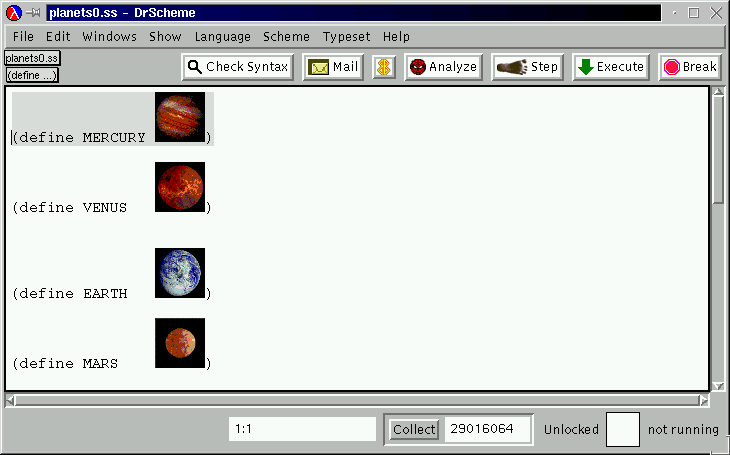 planets0.ss - DrScheme
File Edit Windows Show Language Scheme Typeset Help
planets0.ss
(define ...)
Check Syntax Mail Analyze Step Execute Break
(define MERCURY )
(define VENUS )
(define EARTH )
(define MARS )
1:1 Collect 29016064 Unlocked not running